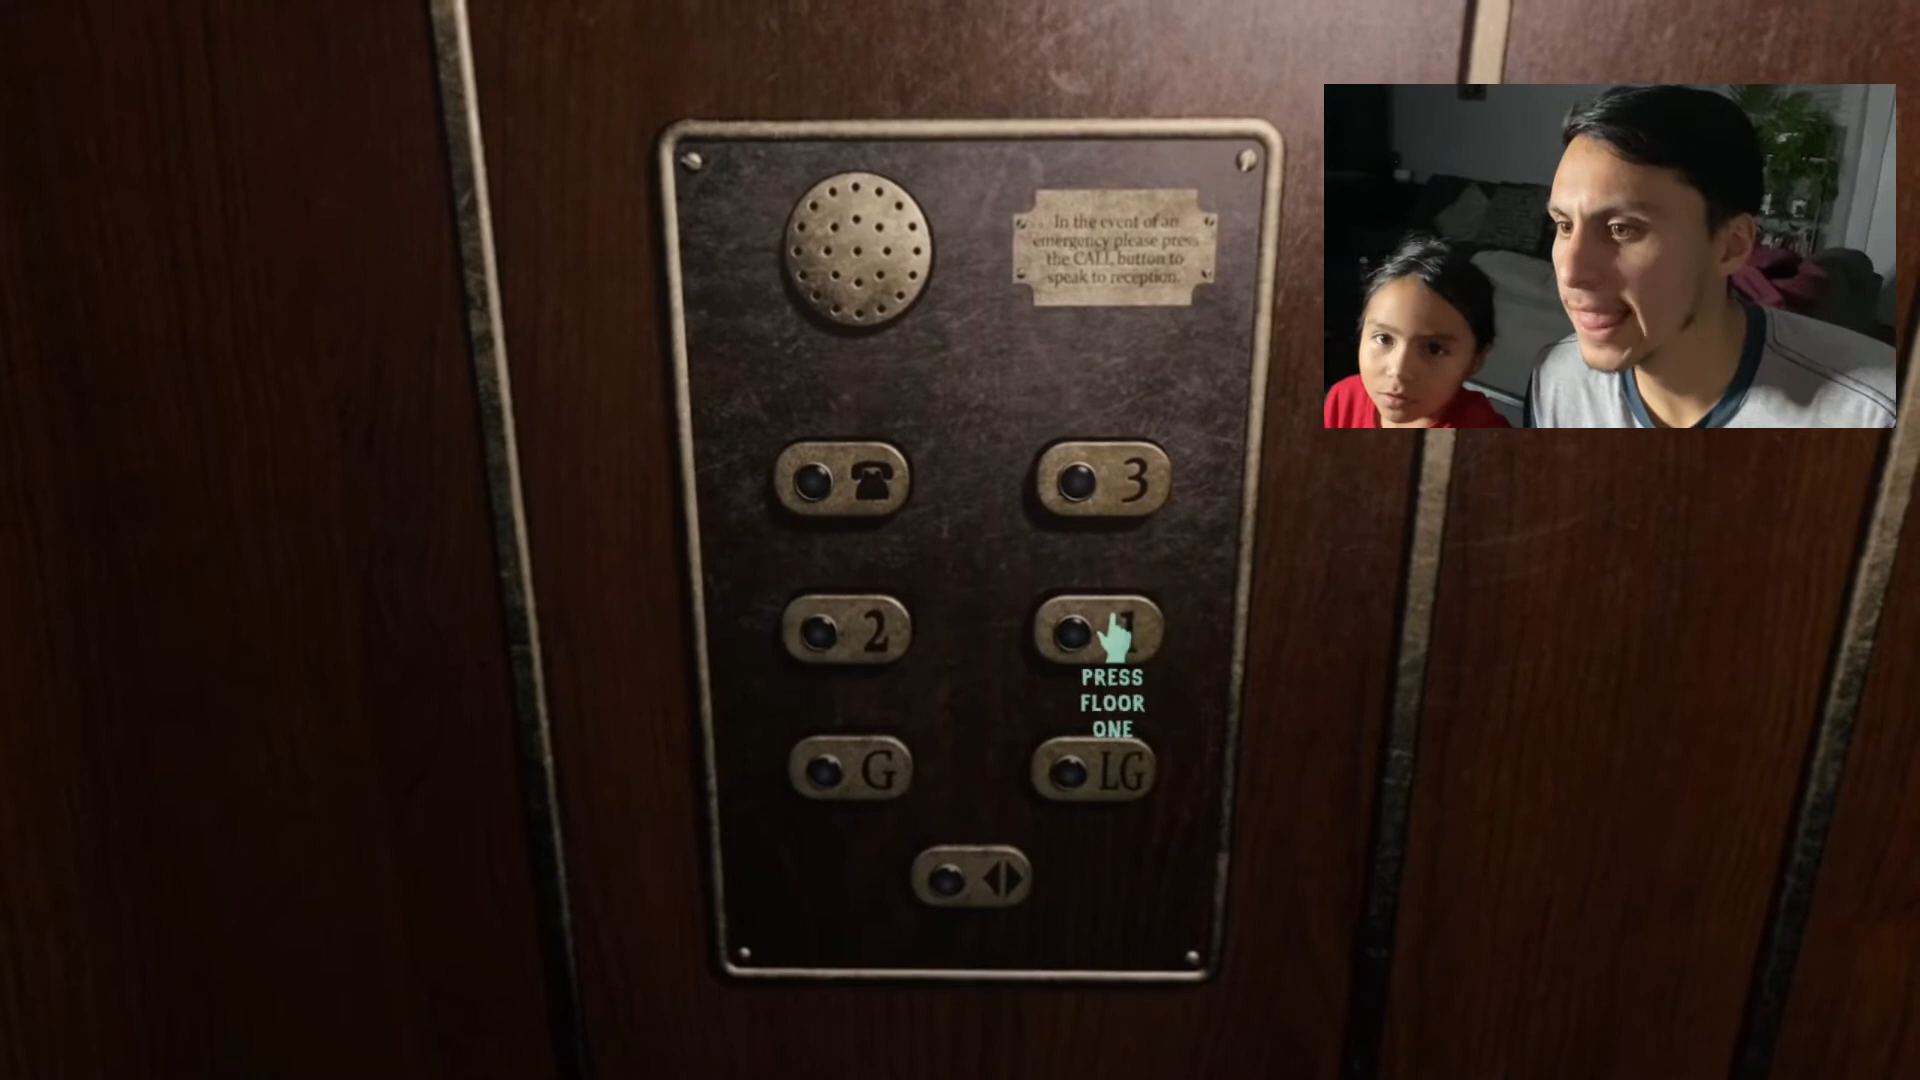 In the event of an
emergency please press
the CALL button to
speak to reception.
3
2
1
PRESS
FLOOR
ONE
G
LG